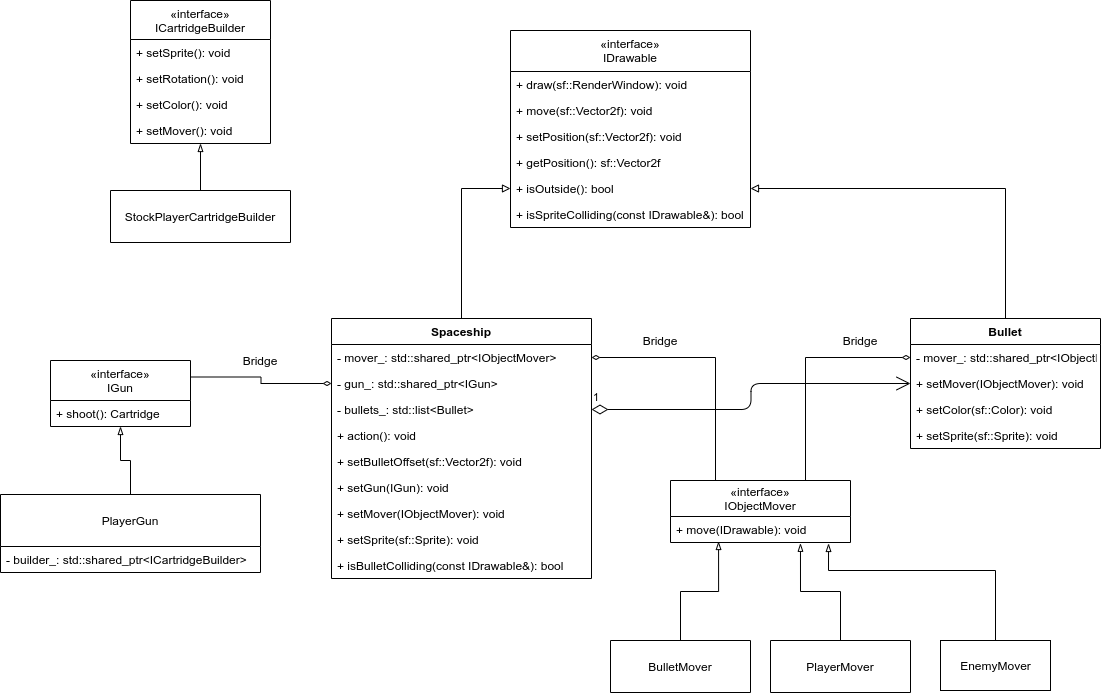 «interface»
ICartridgeBuilder
+ setSprite(): void
+ setRotation(): void
+ setColor(): void
+ setMover(): void
StockPlayerCartridgeBuilder
«interface»
IDrawable
+ draw(sf::RenderWindow): void
+ move(sf::Vector2f): void
+ setPosition(sf::Vector2f): void
+ getPosition(): sf::Vector2f
+ isOutside(): bool
+ isSpriteColliding(const IDrawable&): bool
«interface»
IGun
+ shoot(): Cartridge
Bridge
PlayerGun
- builder_: std::shared_ptr<ICartridgeBuilder>
Spaceship
- mover_: std::shared_ptr<IObjectMover>
- gun_: std::shared_ptr<IGun>
- bullets_: std::list<Bullet>
+ action(): void
+ setBulletOffset(sf::Vector2f): void
+ setGun(IGun): void
+ setMover(IObjectMover): void
+ setSprite(sf::Sprite): void
+ isBulletColliding(const IDrawable&): bool
Bridge
1
Bridge
Bullet
- mover_: std::shared_ptr<IObjectI
+ setMover(IObjectMover): void
+ setColor(sf::Color): void
+ setSprite(sf::Sprite): void
«interface»
IObjectMover
+ move(IDrawable): void
BulletMover
PlayerMover
EnemyMover